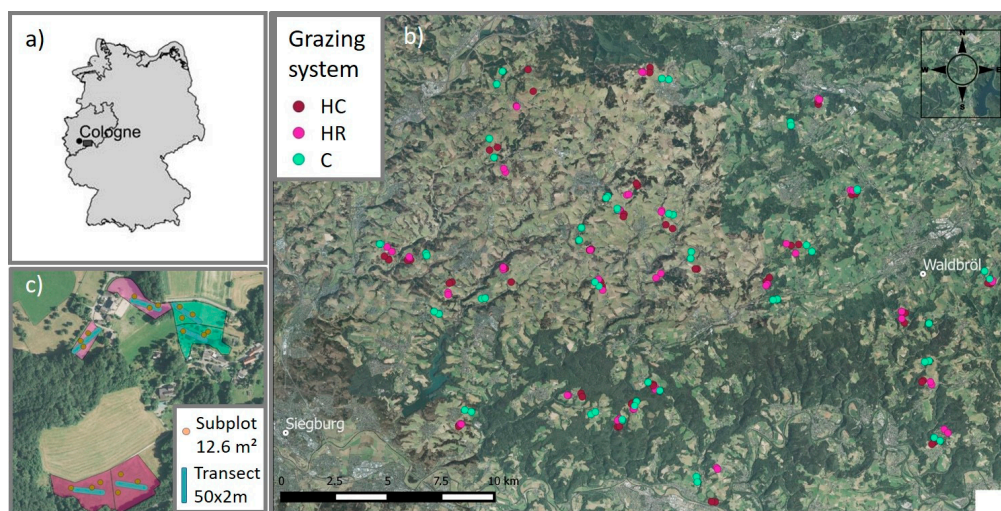 a)
Cologne
Grazing
system
HC
HR
C
b)
N
W
E
S
Waldbröl
Siegburg
0 2.5 5 7.5 10 km
c)
Subplot
12.6 m²
Transect
50x2m